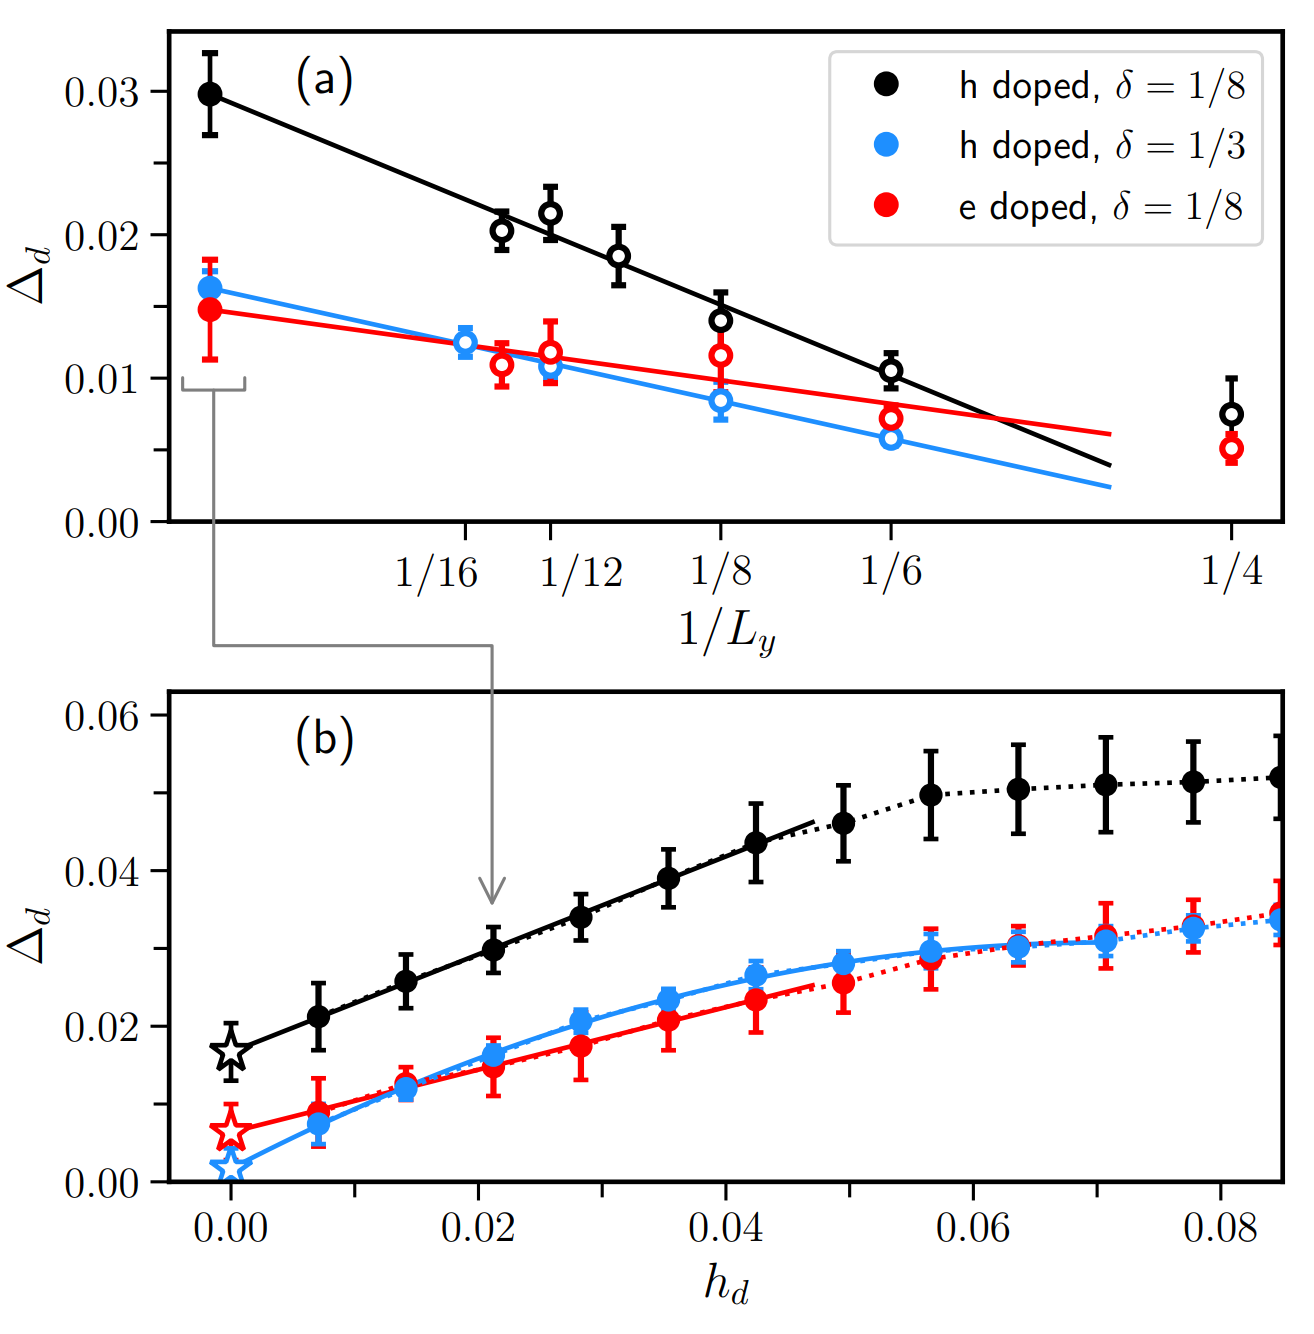 (a)
h doped, δ = 1/8
h doped, δ = 1/3
e doped, δ = 1/8
0.03
0.02
0.01
0.00
Δd
1/16 1/12 1/8 1/6 1/4
1/Ly
(b)
0.06
0.04
0.02
0.00
Δd
0.00 0.02 0.04 0.06 0.08
hd